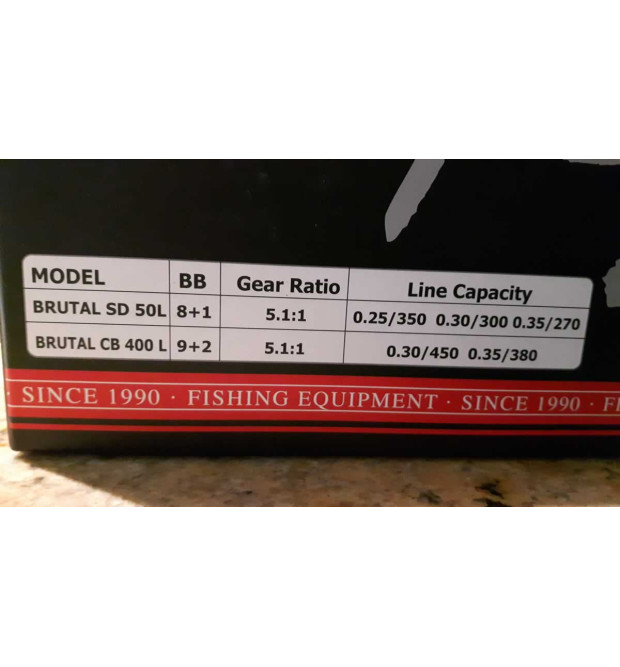 MODEL BB Gear Ratio Line Capacity
BRUTAL SD 50L 8+1 5.1:1 0.25/350 0.30/300 0.35/270
BRUTAL CB 400 L 9+2 5.1:1 0.30/450 0.35/380
SINCE 1990 · FISHING EQUIPMENT · SINCE 1990 ·